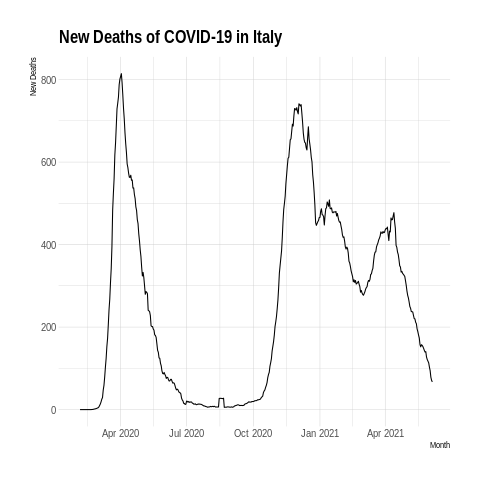 New Deaths of COVID-19 in Italy
New Deaths
800
600
400
200
0
Apr 2020 Jul 2020 Oct 2020 Jan 2021 Apr 2021
Month